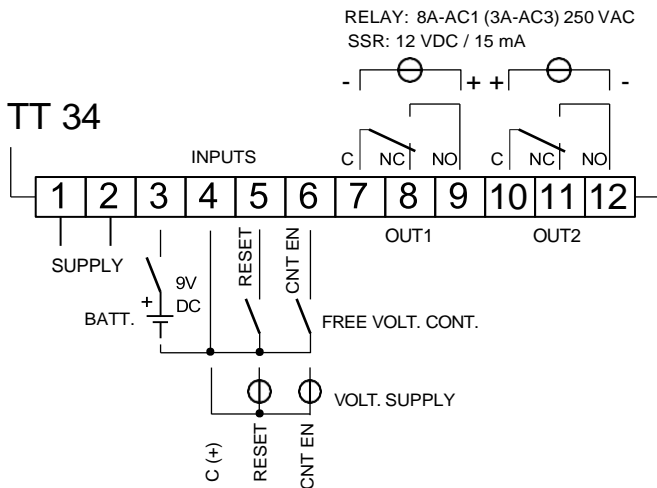 RELAY: 8A-AC1 (3A-AC3) 250 VAC
SSR: 12 VDC / 15 mA
- + + -
TT 34
INPUTS
C NC NO C NC NO
1 2 3 4 5 6 7 8 9 10 11 12
SUPPLY
RESET
CNT EN
OUT1
OUT2
9V
DC
+
BATT.
FREE VOLT. CONT.
VOLT. SUPPLY
C (+)
RESET
CNT EN